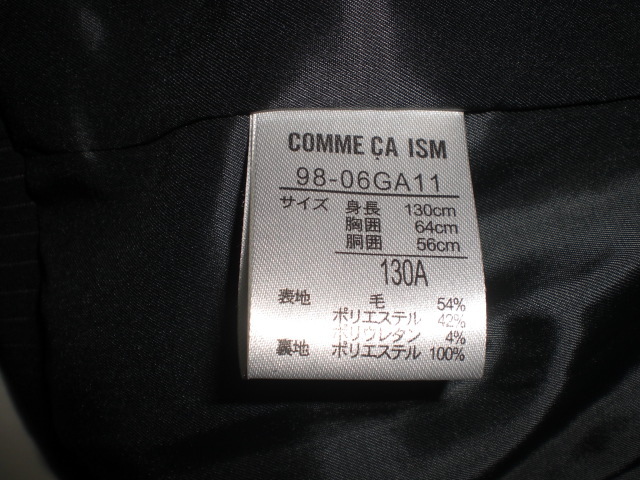 COMME ÇA ISM
98-06GA11
サイズ 身長 130cm
胸囲 64cm
胴囲 56cm
130A
表地 毛 54%
ポリエステル 42%
ポリウレタン 4%
裏地 ポリエステル 100%